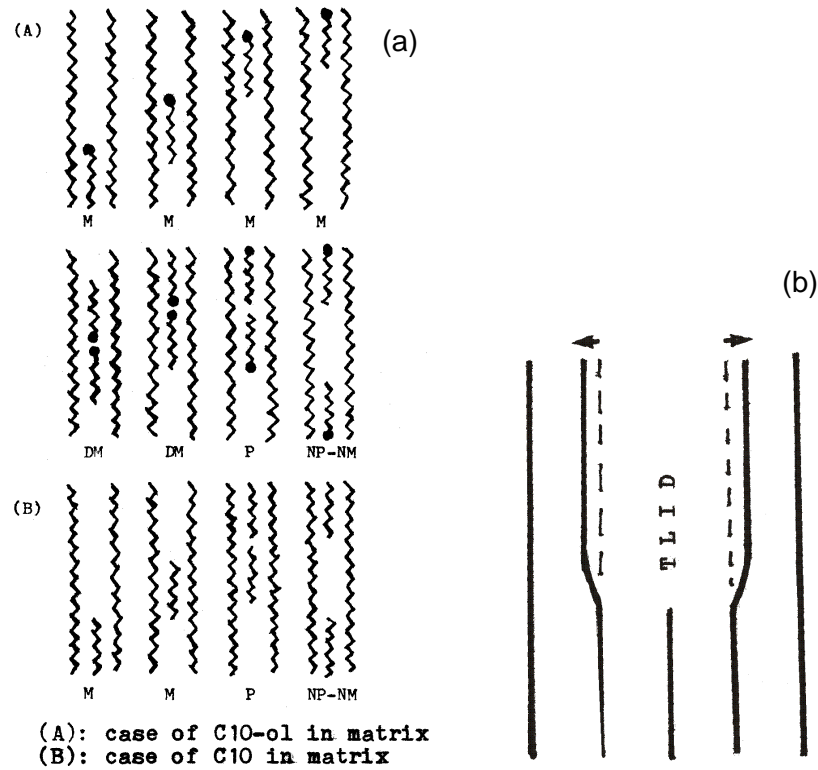 (A)
(a)
M M M M
(b)
DM DM P NP-NM
(B)
TLID
M M P NP-NM
(A): case of C10-ol in matrix
(B): case of C10 in matrix